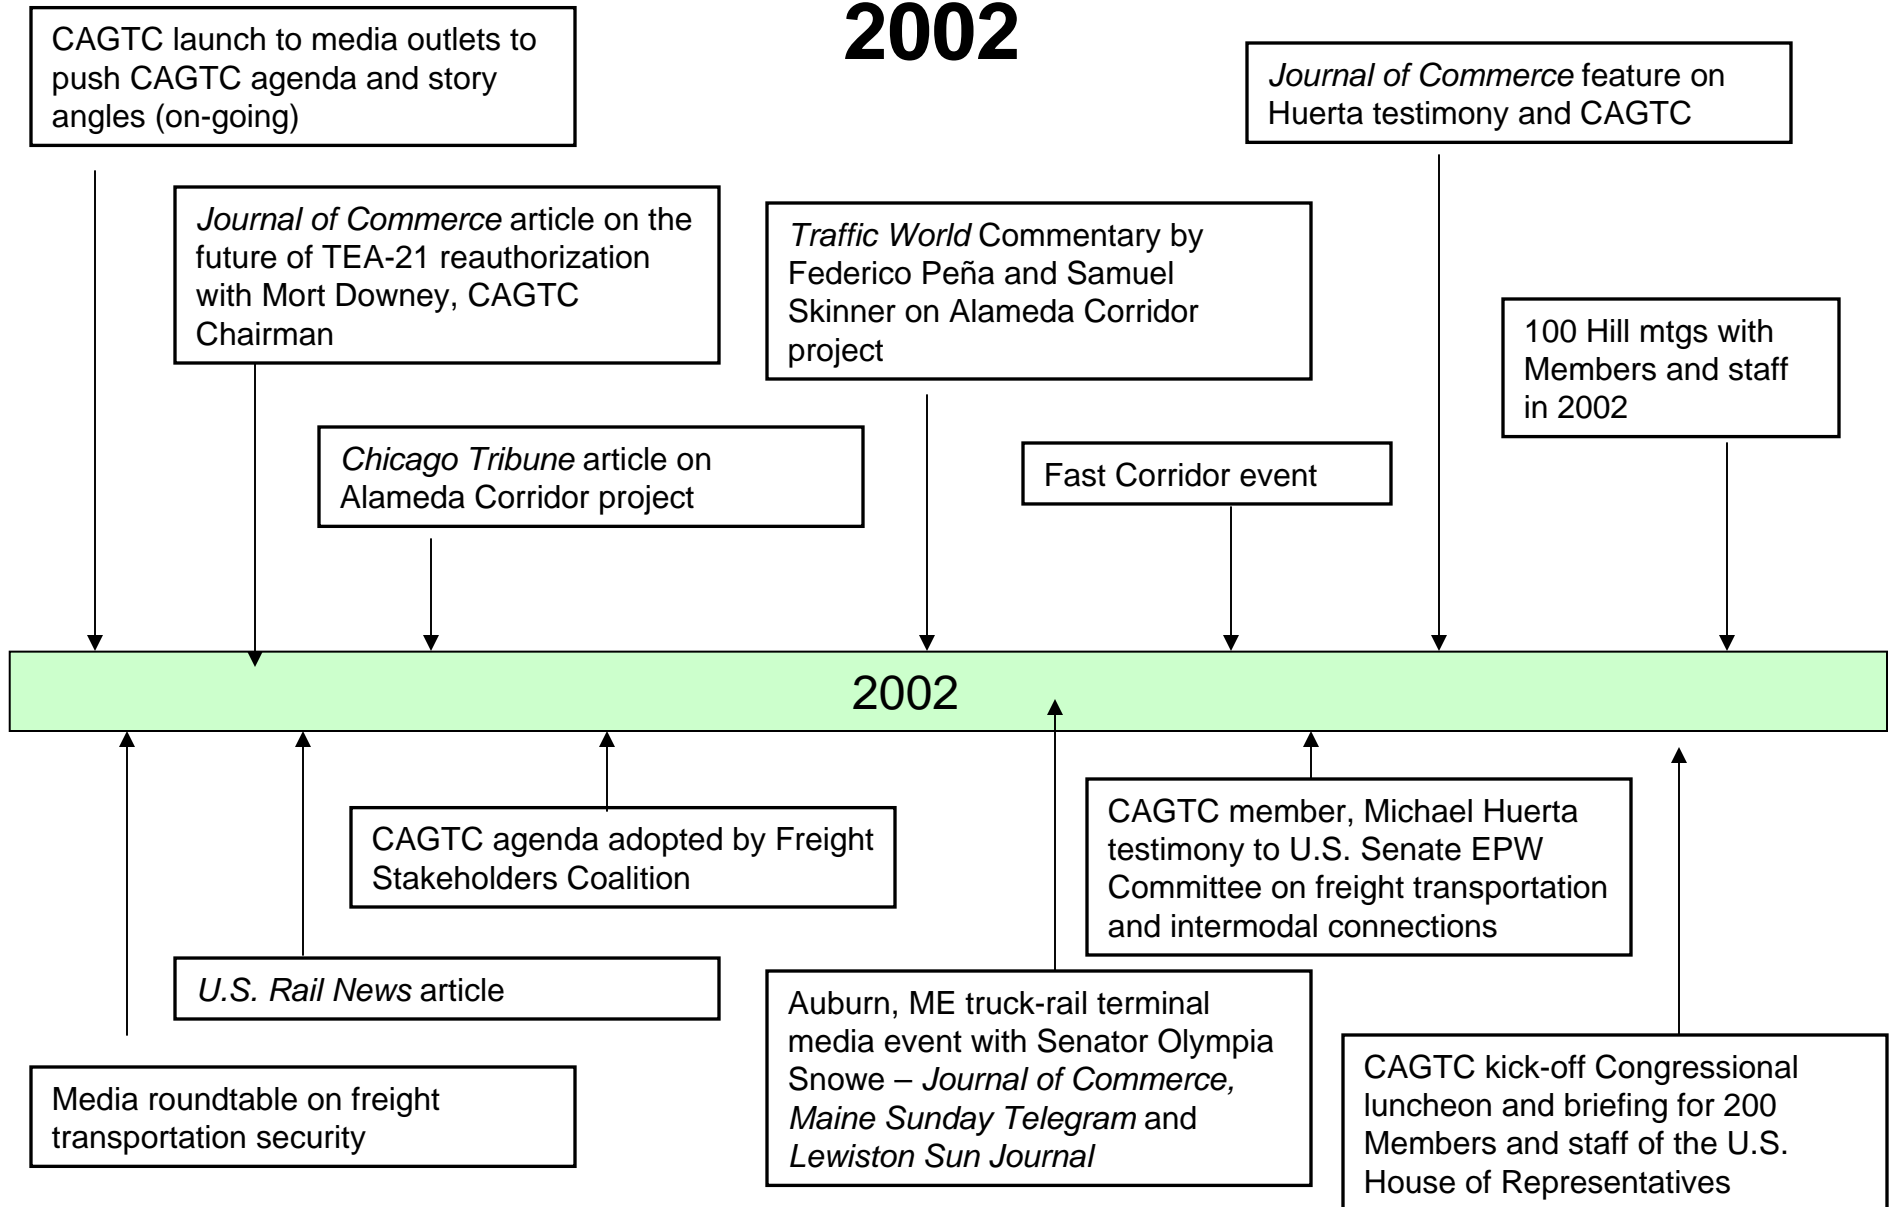 2002
CAGTC launch to media outlets to
push CAGTC agenda and story
angles (on-going)
Journal of Commerce feature on
Huerta testimony and CAGTC
Journal of Commerce article on the
future of TEA-21 reauthorization
with Mort Downey, CAGTC
Chairman
Traffic World Commentary by
Federico Peña and Samuel
Skinner on Alameda Corridor
project
100 Hill mtgs with
Members and staff
in 2002
Chicago Tribune article on
Alameda Corridor project
Fast Corridor event
2002
CAGTC agenda adopted by Freight
Stakeholders Coalition
CAGTC member, Michael Huerta
testimony to U.S. Senate EPW
Committee on freight transportation
and intermodal connections
U.S. Rail News article
Auburn, ME truck-rail terminal
media event with Senator Olympia
Snowe – Journal of Commerce,
Maine Sunday Telegram and
Lewiston Sun Journal
Media roundtable on freight
transportation security
CAGTC kick-off Congressional
luncheon and briefing for 200
Members and staff of the U.S.
House of Representatives